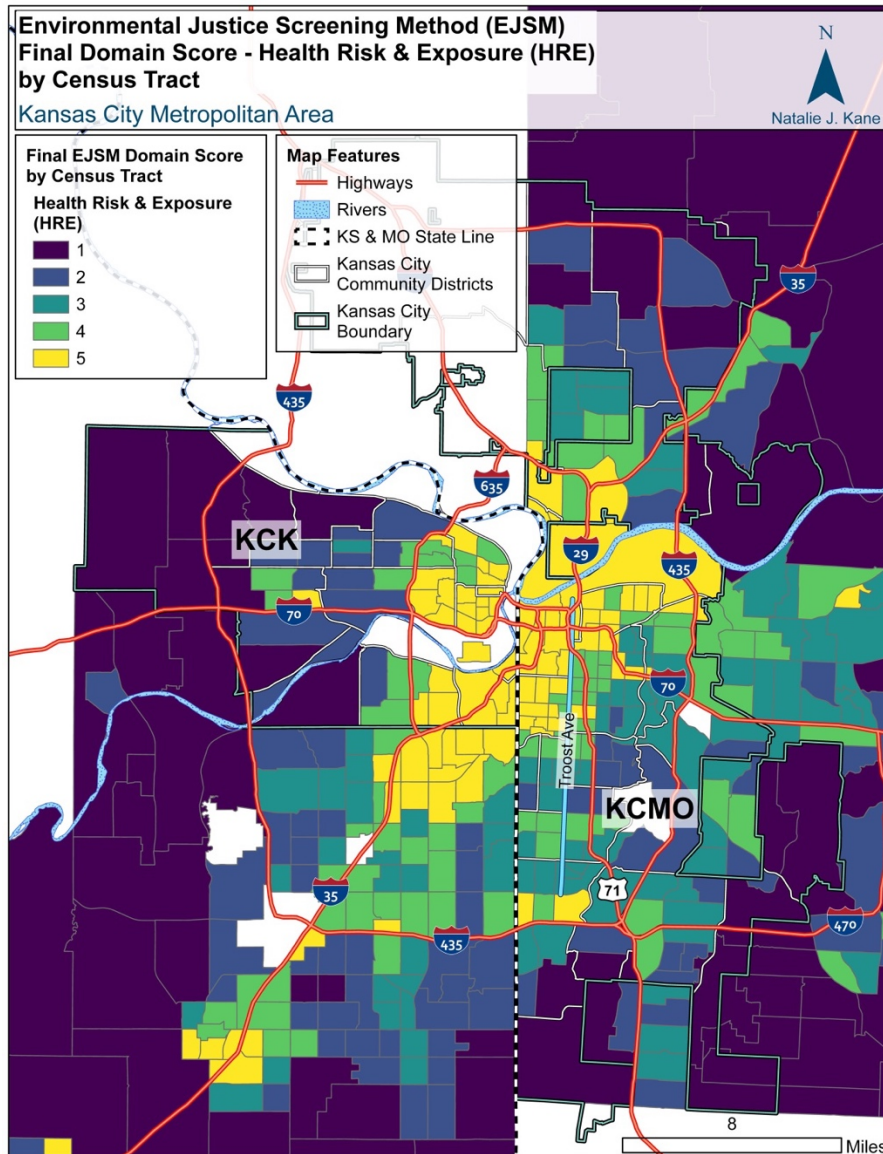 Environmental Justice Screening Method (EJSM)
Final Domain Score - Health Risk & Exposure (HRE)
by Census Tract
Kansas City Metropolitan Area
N
Natalie J. Kane
Final EJSM Domain Score
by Census Tract
Health Risk & Exposure
(HRE)
1
2
3
4
5
Map Features
Highways
Rivers
KS & MO State Line
Kansas City
Community Districts
Kansas City
Boundary
35
435
635
KCK
29
435
70
70
Troost Ave
KCMO
35
71
435
470
8
Miles